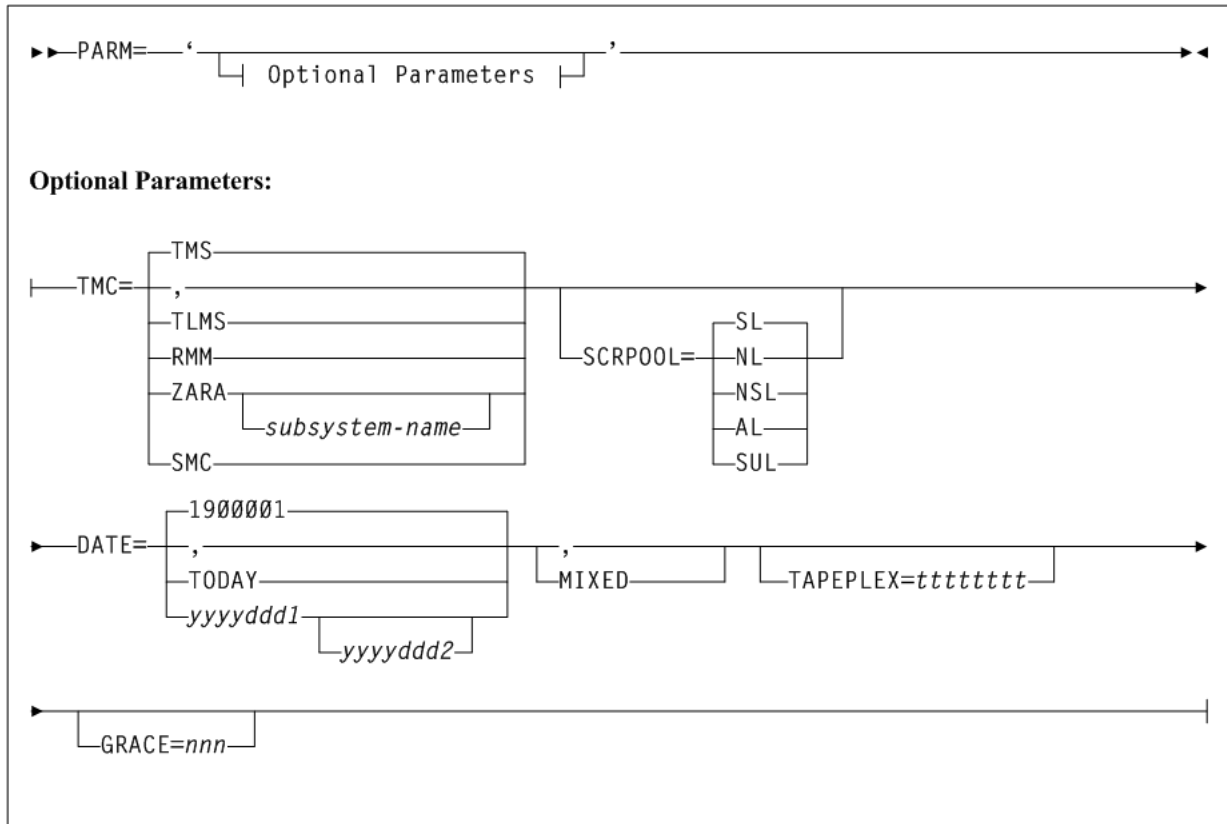 PARM= ‘ ’
Optional Parameters
Optional Parameters:
TMS
TMC= ,
TLMS SL
RMM SCRPOOL= NL
ZARA NSL
subsystem-name AL
SMC SUL
19ØØØØ1
DATE= , ,
TODAY MIXED TAPEPLEX=tttttttt
yyyyddd1
yyyyddd2
GRACE=nnn